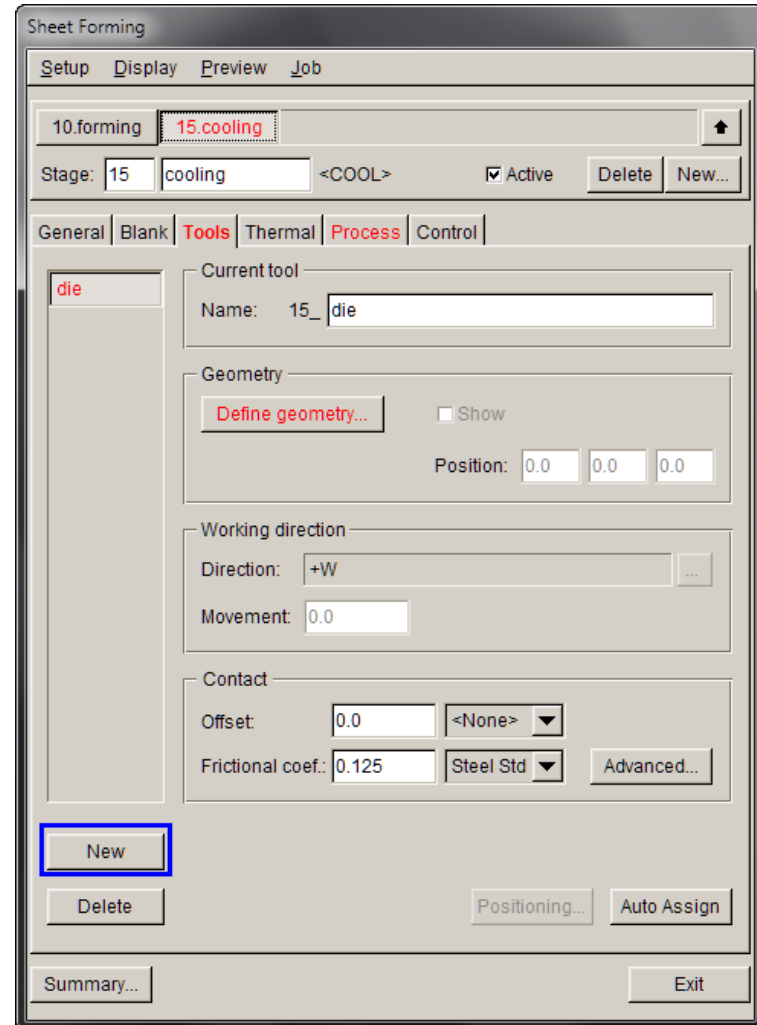 Sheet Forming
Setup Display Preview Job
10.forming 15.cooling
Stage: 15 cooling <COOL> Active Delete New...
General Blank Tools Thermal Process Control
die
Current tool
Name: 15_ die
Geometry
Define geometry... Show
Position: 0.0 0.0 0.0
Working direction
Direction: +W ...
Movement: 0.0
Contact
Offset: 0.0 <None>
Frictional coef.: 0.125 Steel Std Advanced...
New
Delete Positioning... Auto Assign
Summary... Exit